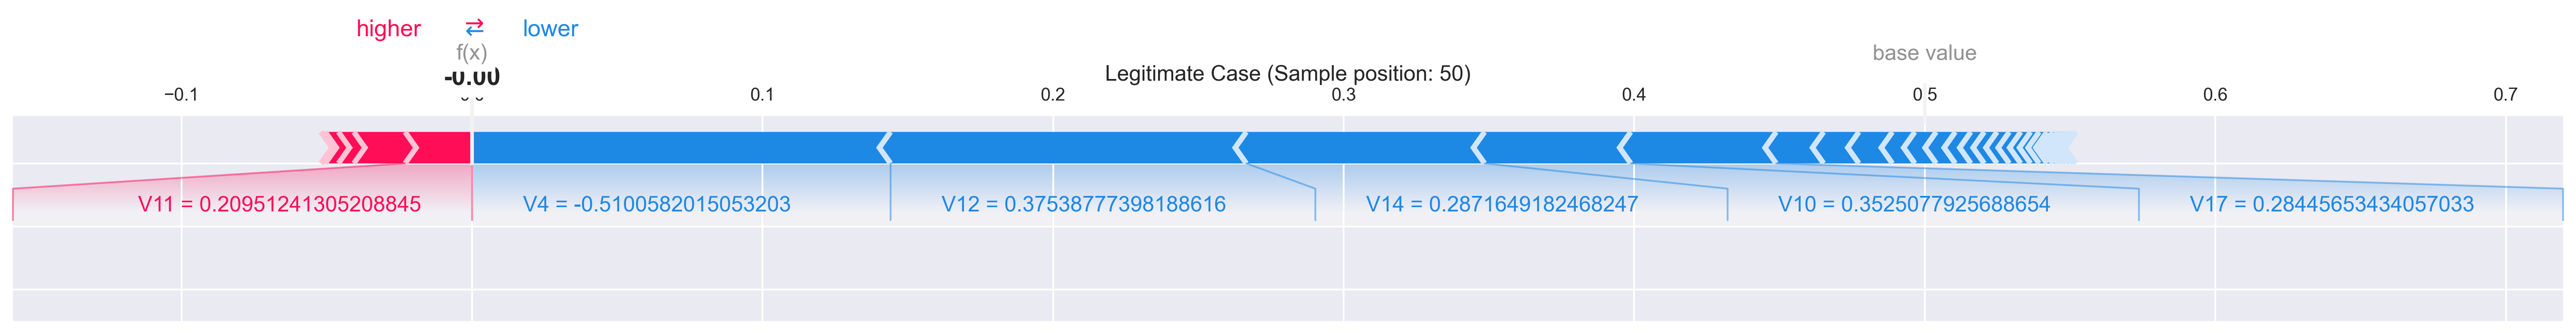 higher ⇄ lower
f(x)
base value
-0.00
Legitimate Case (Sample position: 50)
−0.1 0.1 0.2 0.3 0.4 0.5 0.6 0.7
V11 = 0.20951241305208845 V4 = -0.5100582015053203 V12 = 0.37538777398188616 V14 = 0.2871649182468247 V10 = 0.3525077925688654 V17 = 0.28445653434057033